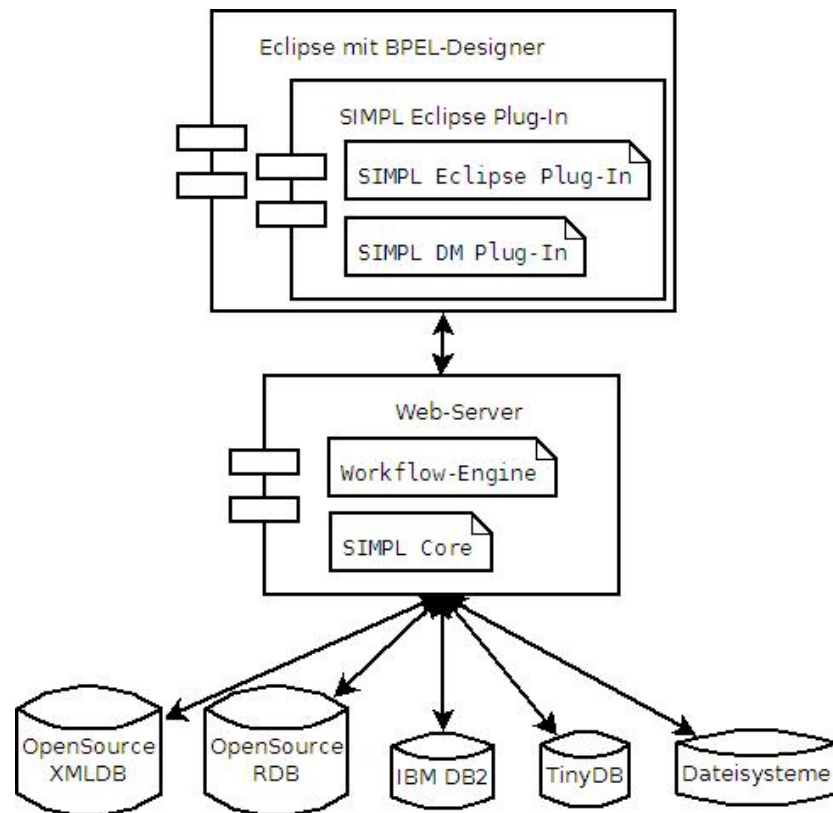 Eclipse mit BPEL-Designer
SIMPL Eclipse Plug-In
SIMPL Eclipse Plug-In
SIMPL DM Plug-In
Web-Server
Workflow-Engine
SIMPL Core
OpenSource
XMLDB
OpenSource
RDB
IBM DB2
TinyDB
Dateisysteme